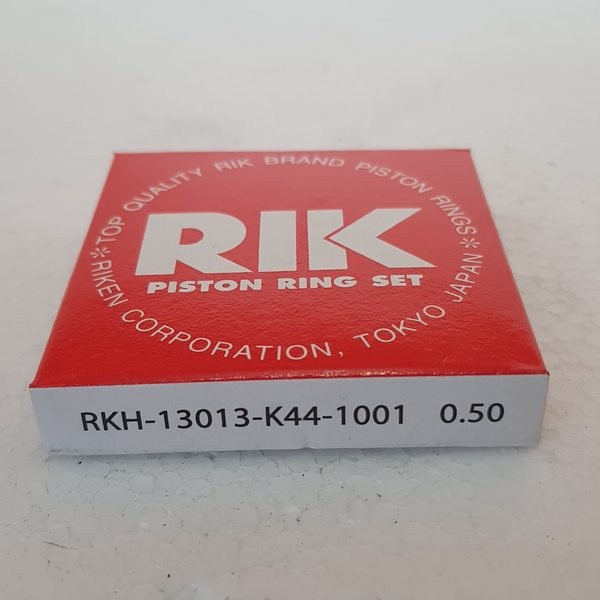 *TOP QUALITY RIK BRAND PISTON RINGS*
RIK
PISTON RING SET
RIKEN CORPORATION, TOKYO JAPAN
RKH-13013-K44-1001 0.50